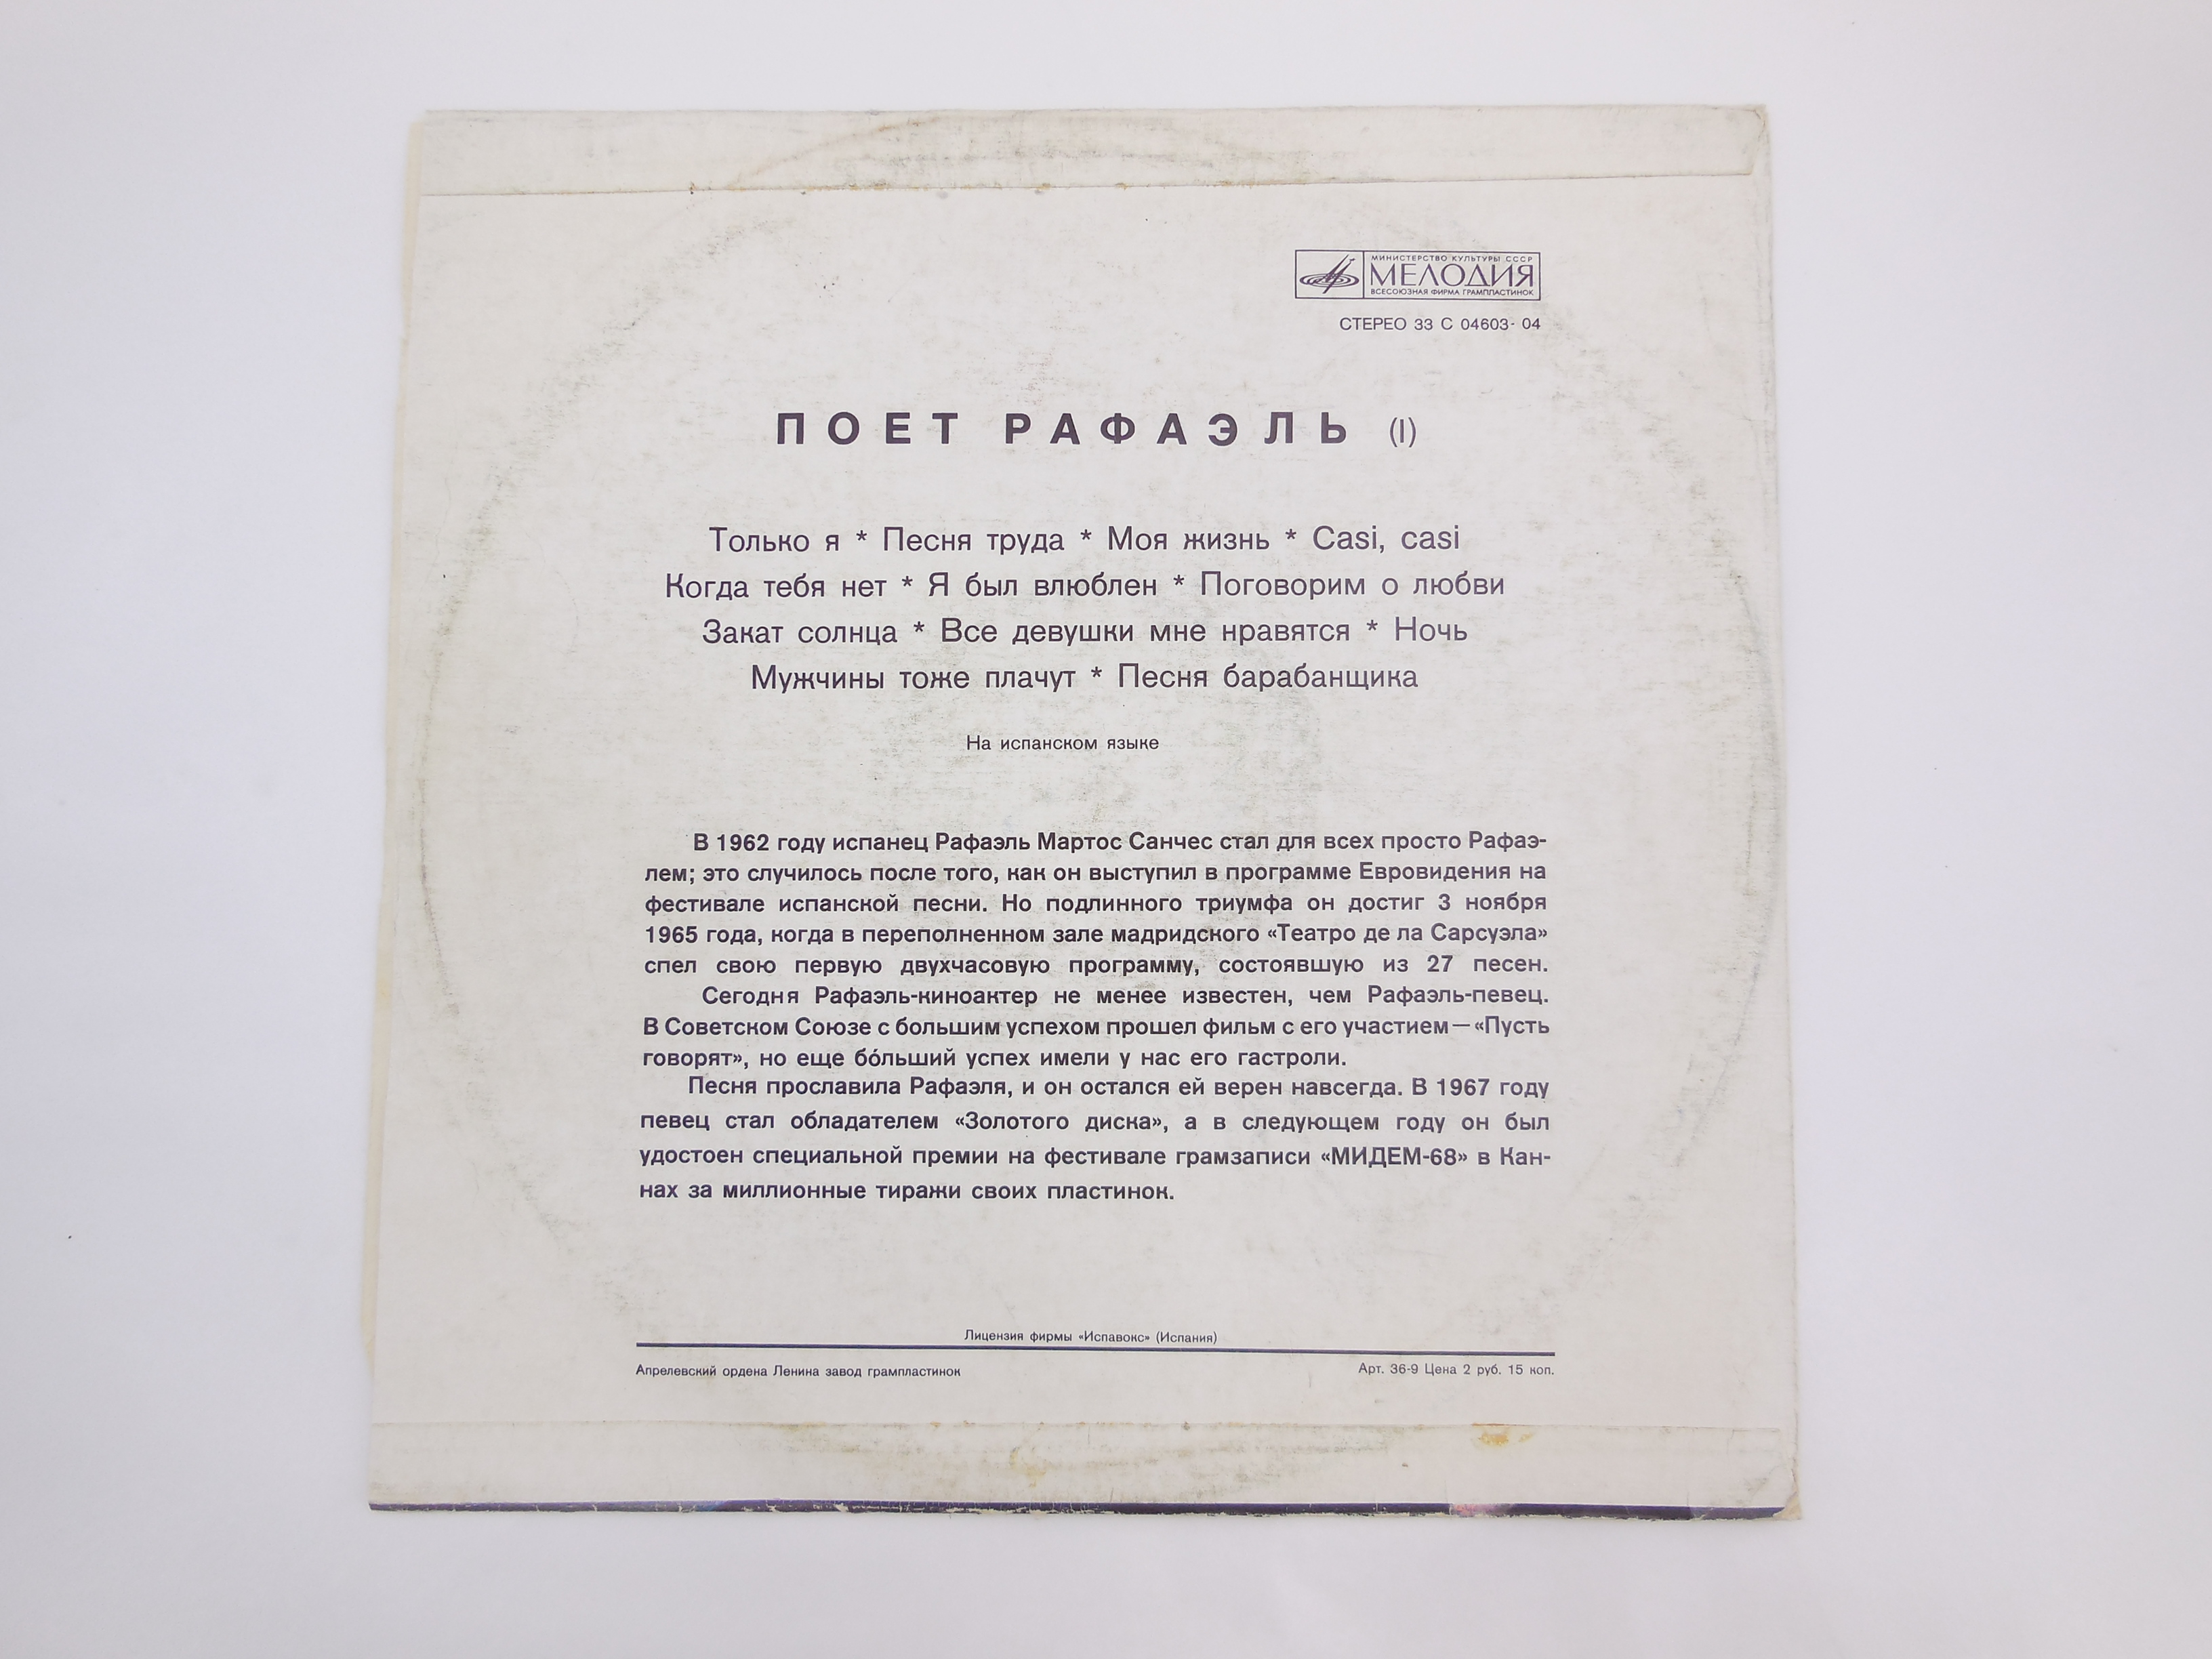 МИНИСТЕРСТВО КУЛЬТУРЫ СССР
МЕЛОДИЯ
ВСЕСОЮЗНАЯ ФИРМА ГРАМПЛАСТИНОК
СТЕРЕО 33 С 04603-04
ПОЕТ РАФАЭЛЬ (I)
Только я * Песня труда * Моя жизнь * Casi, casi
Когда тебя нет * Я был влюблен * Поговорим о любви
Закат солнца * Все девушки мне нравятся * Ночь
Мужчины тоже плачут * Песня барабанщика
На испанском языке
В 1962 году испанец Рафаэль Мартос Санчес стал для всех просто Рафаэ-
лем; это случилось после того, как он выступил в программе Евровидения на
фестивале испанской песни. Но подлинного триумфа он достиг 3 ноября
1965 года, когда в переполненном зале мадридского «Театро де ла Сарсуэла»
спел свою первую двухчасовую программу, состоявшую из 27 песен.
Сегодня Рафаэль-киноактер не менее известен, чем Рафаэль-певец.
В Советском Союзе с большим успехом прошел фильм с его участием — «Пусть
говорят», но еще бо́льший успех имели у нас его гастроли.
Песня прославила Рафаэля, и он остался ей верен навсегда. В 1967 году
певец стал обладателем «Золотого диска», а в следующем году он был
удостоен специальной премии на фестивале грамзаписи «МИДЕМ-68» в Кан-
нах за миллионные тиражи своих пластинок.
Лицензия фирмы «Испавокс» (Испания)
Апрелевский ордена Ленина завод грампластинок
Арт. 36-9 Цена 2 руб. 15 коп.